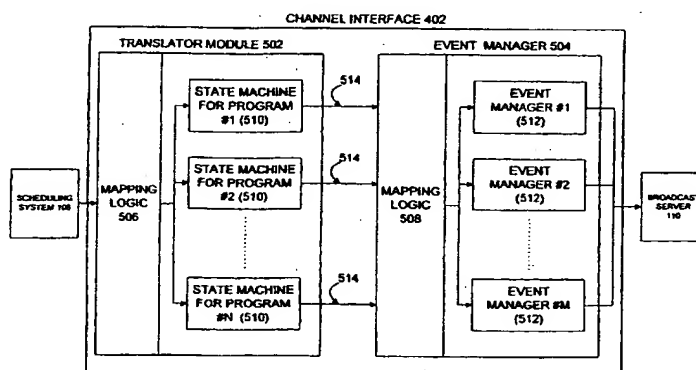 CHANNEL INTERFACE 402
TRANSLATOR MODULE 502
EVENT MANAGER 504
SCHEDULING
SYSTEM 108
MAPPING
LOGIC
506
STATE MACHINE
FOR PROGRAM
#1 (510)
514
STATE MACHINE
FOR PROGRAM
#2 (510)
514
STATE MACHINE
FOR PROGRAM
#N (510)
514
MAPPING
LOGIC
508
EVENT
MANAGER #1
(512)
EVENT
MANAGER #2
(512)
EVENT
MANAGER #M
(512)
BROADCAST
SERVER
110